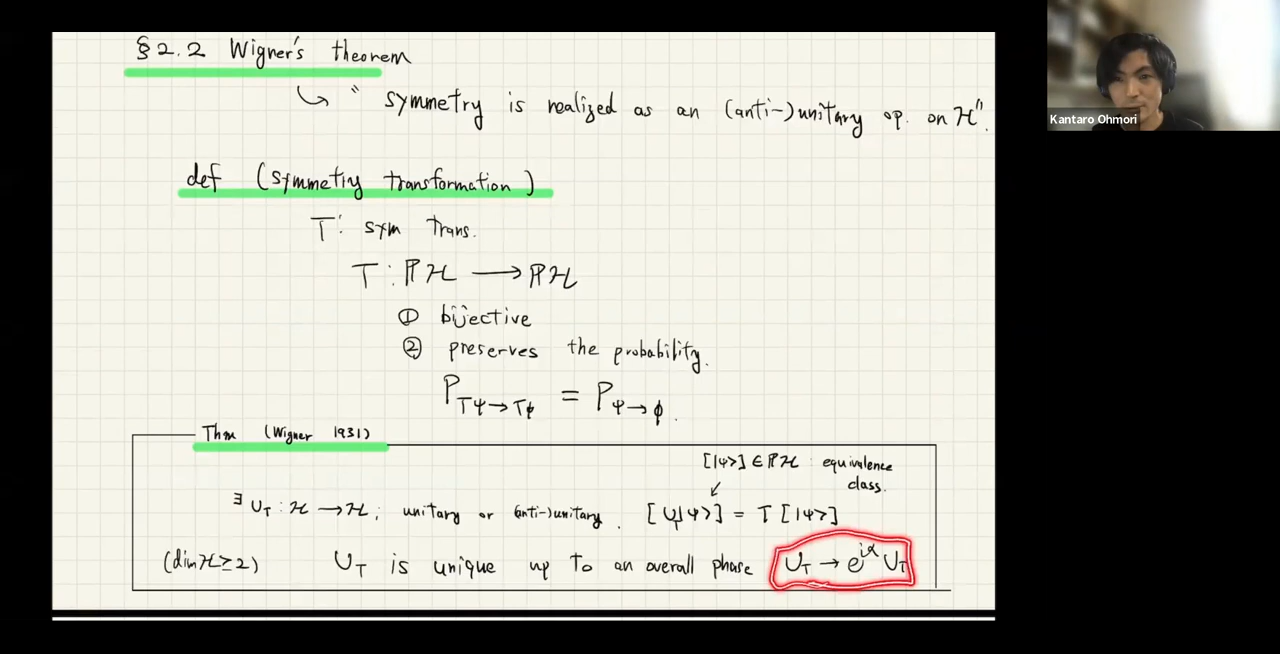 §2.2 Wigner's theorem
↪ " symmetry is realized as an (anti-)unitary op. on ℋ".
def (symmetry transformation)
T: sym trans.
T: ℙℋ ⟶ ℙℋ
① bijective
② preserves the probability.
P_{TΨ→Tϕ} = P_{Ψ→ϕ}.
Thm (Wigner 1931)
[|Ψ>] ∈ ℙℋ : equivalence
class.
∃ U_T : ℋ → ℋ ; unitary or (anti-)unitary. [U_T|Ψ>] = T [|Ψ>]
(dimℋ≥2) U_T is unique up to an overall phase U_T → e^{iα} U_T
Kantaro Ohmori